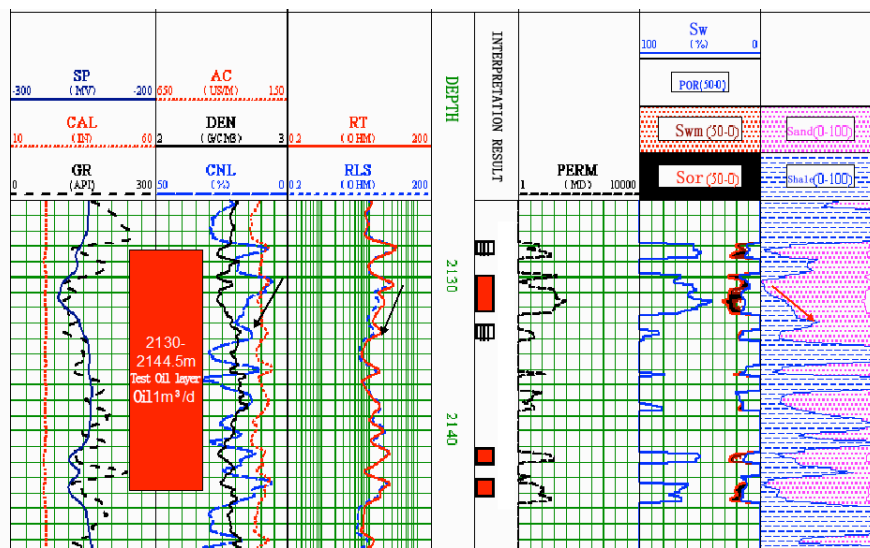 SP
(MV)
-300 -200
CAL
(IN)
10 60
GR
(API)
0 300
AC
(US/M)
650 150
DEN
(G/CM3)
2 3
CNL
(%)
50 0
RT
(OHM)
0.2 200
RLS
(OHM)
0.2 200
DEPTH
2130
2140
INTERPRETATION RESULT
PERM
(MD)
1 10000
Sw
100 (%) 0
POR(50-0)
Swm (50-0)
Sor (50-0)
Sand(0-100)
Shale(0-100)
2130-
2144.5m
Test Oil layer
Oil1m³/d